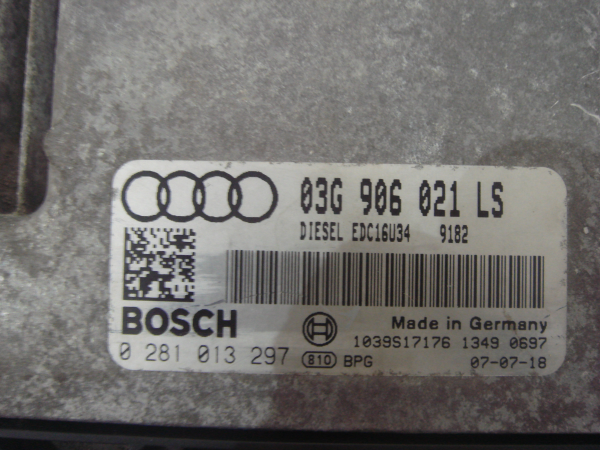 03G 906 021 LS
DIESEL EDC16U34 9182
BOSCH
Made in Germany
1039S17176 1349 0697
0 281 013 297 810 BPG 07-07-18